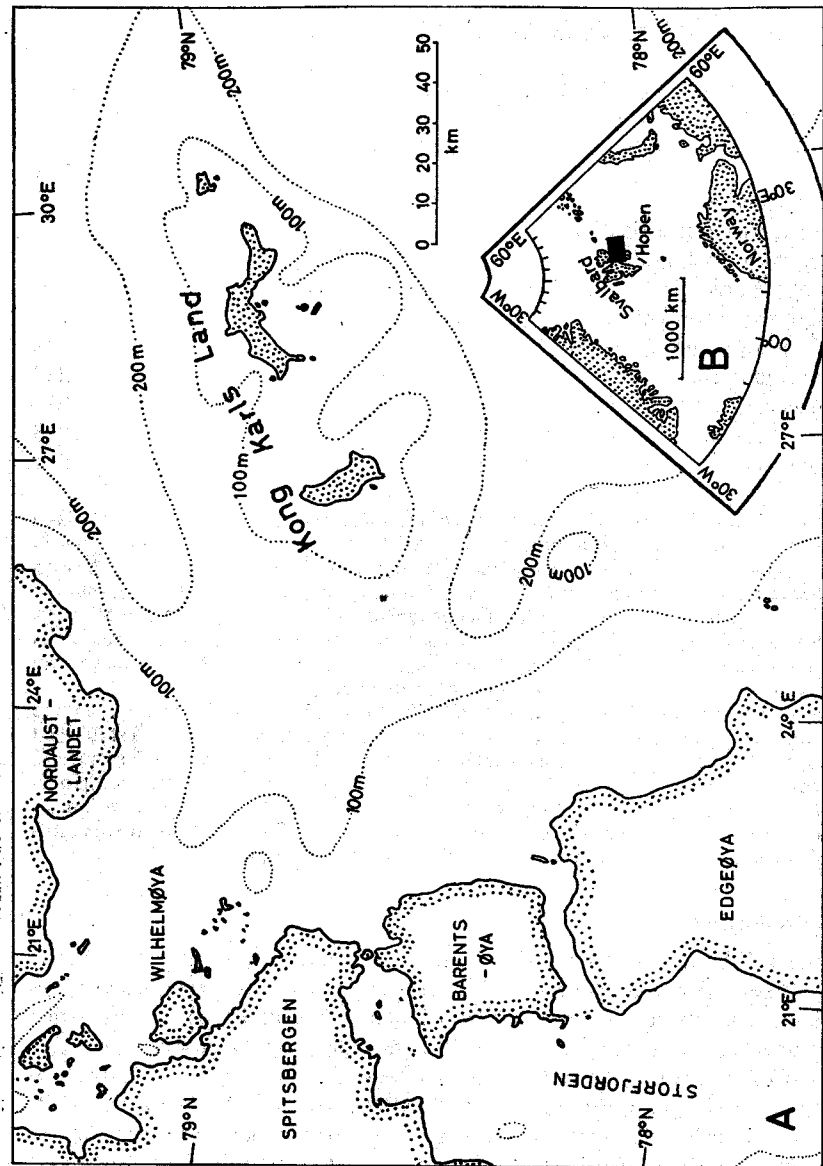 21°E
24°E
27°E
30°E
NORDAUST -
LANDET
79°N
WILHELMØYA
200m
100m
200m
79°N
200m
SPITSBERGEN
100m
Kong Karls Land
100m
100m
BARENTS
-ØYA
0 10 20 30 40 50
km
200m
100m
78°N
78°N
200m
STORFJORDEN
EDGEØYA
21°E
24°E
27°E
A
30°W
60°E
Svalbard
Hopen
1000 km
Norway
30°W
00°
30°E
60°E
B